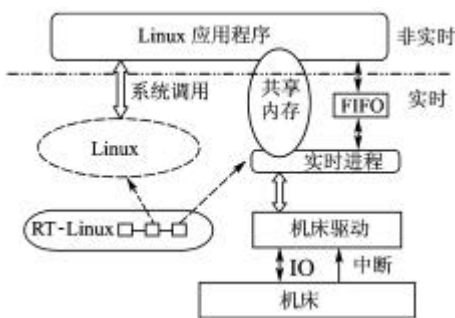 Linux 应用程序
非实时
系统调用
共享
内存
FIFO
实时
Linux
实时进程
RT-Linux
机床驱动
IO
中断
机床